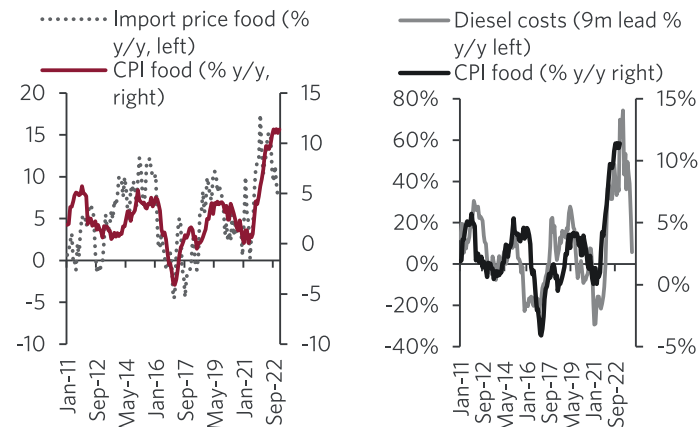 Import price food (%
y/y, left)
CPI food (% y/y,
right)
20
15
10
5
0
-5
-10
15
10
5
0
-5
-10
Jan-11
Sep-12
May-14
Jan-16
Sep-17
May-19
Jan-21
Sep-22
Diesel costs (9m lead %
y/y left)
CPI food (% y/y right)
80%
60%
40%
20%
0%
-20%
-40%
15%
10%
5%
0%
-5%
Jan-11
Sep-12
May-14
Jan-16
Sep-17
May-19
Jan-21
Sep-22